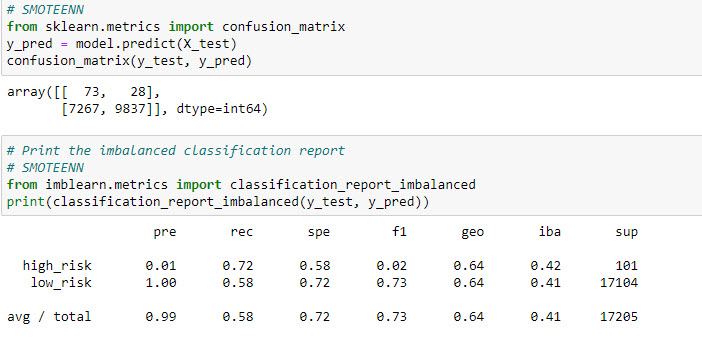 # SMOTEENN
from sklearn.metrics import confusion_matrix
y_pred = model.predict(X_test)
confusion_matrix(y_test, y_pred)
array([[  73,   28],
       [7267, 9837]], dtype=int64)
# Print the imbalanced classification report
# SMOTEENN
from imblearn.metrics import classification_report_imbalanced
print(classification_report_imbalanced(y_test, y_pred))
pre rec spe f1 geo iba sup
high_risk 0.01 0.72 0.58 0.02 0.64 0.42 101
low_risk 1.00 0.58 0.72 0.73 0.64 0.41 17104
avg / total 0.99 0.58 0.72 0.73 0.64 0.41 17205